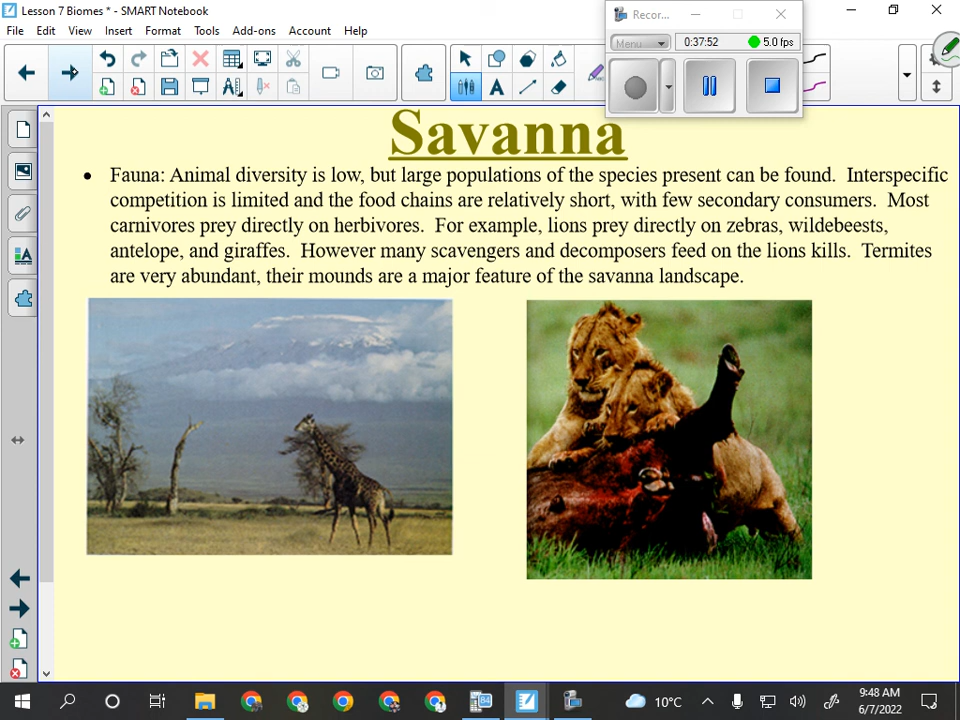 Lesson 7 Biomes * - SMART Notebook
Recor...
File Edit View Insert Format Tools Add-ons Account Help
Menu 0:37:52 5.0 fps
Savanna
• Fauna: Animal diversity is low, but large populations of the species present can be found. Interspecific
competition is limited and the food chains are relatively short, with few secondary consumers. Most
carnivores prey directly on herbivores. For example, lions prey directly on zebras, wildebeests,
antelope, and giraffes. However many scavengers and decomposers feed on the lions kills. Termites
are very abundant, their mounds are a major feature of the savanna landscape.
10°C
9:48 AM
6/7/2022